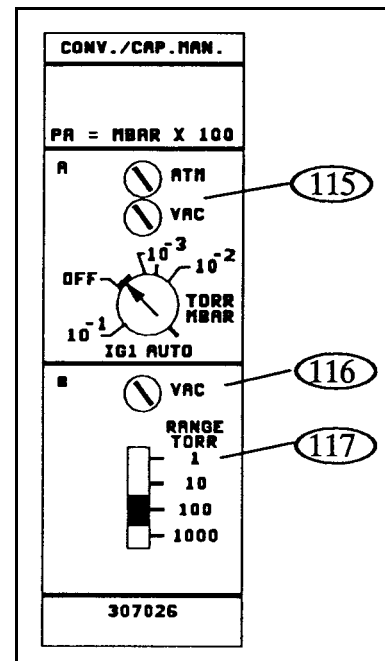 CONV./CAP.MAN.
PA = MBAR X 100
A
ATM
115
VAC
10-3
10-2
OFF
TORR
MBAR
10-1
IG1 AUTO
B
VAC
116
RANGE
TORR
117
1
10
100
1000
307026